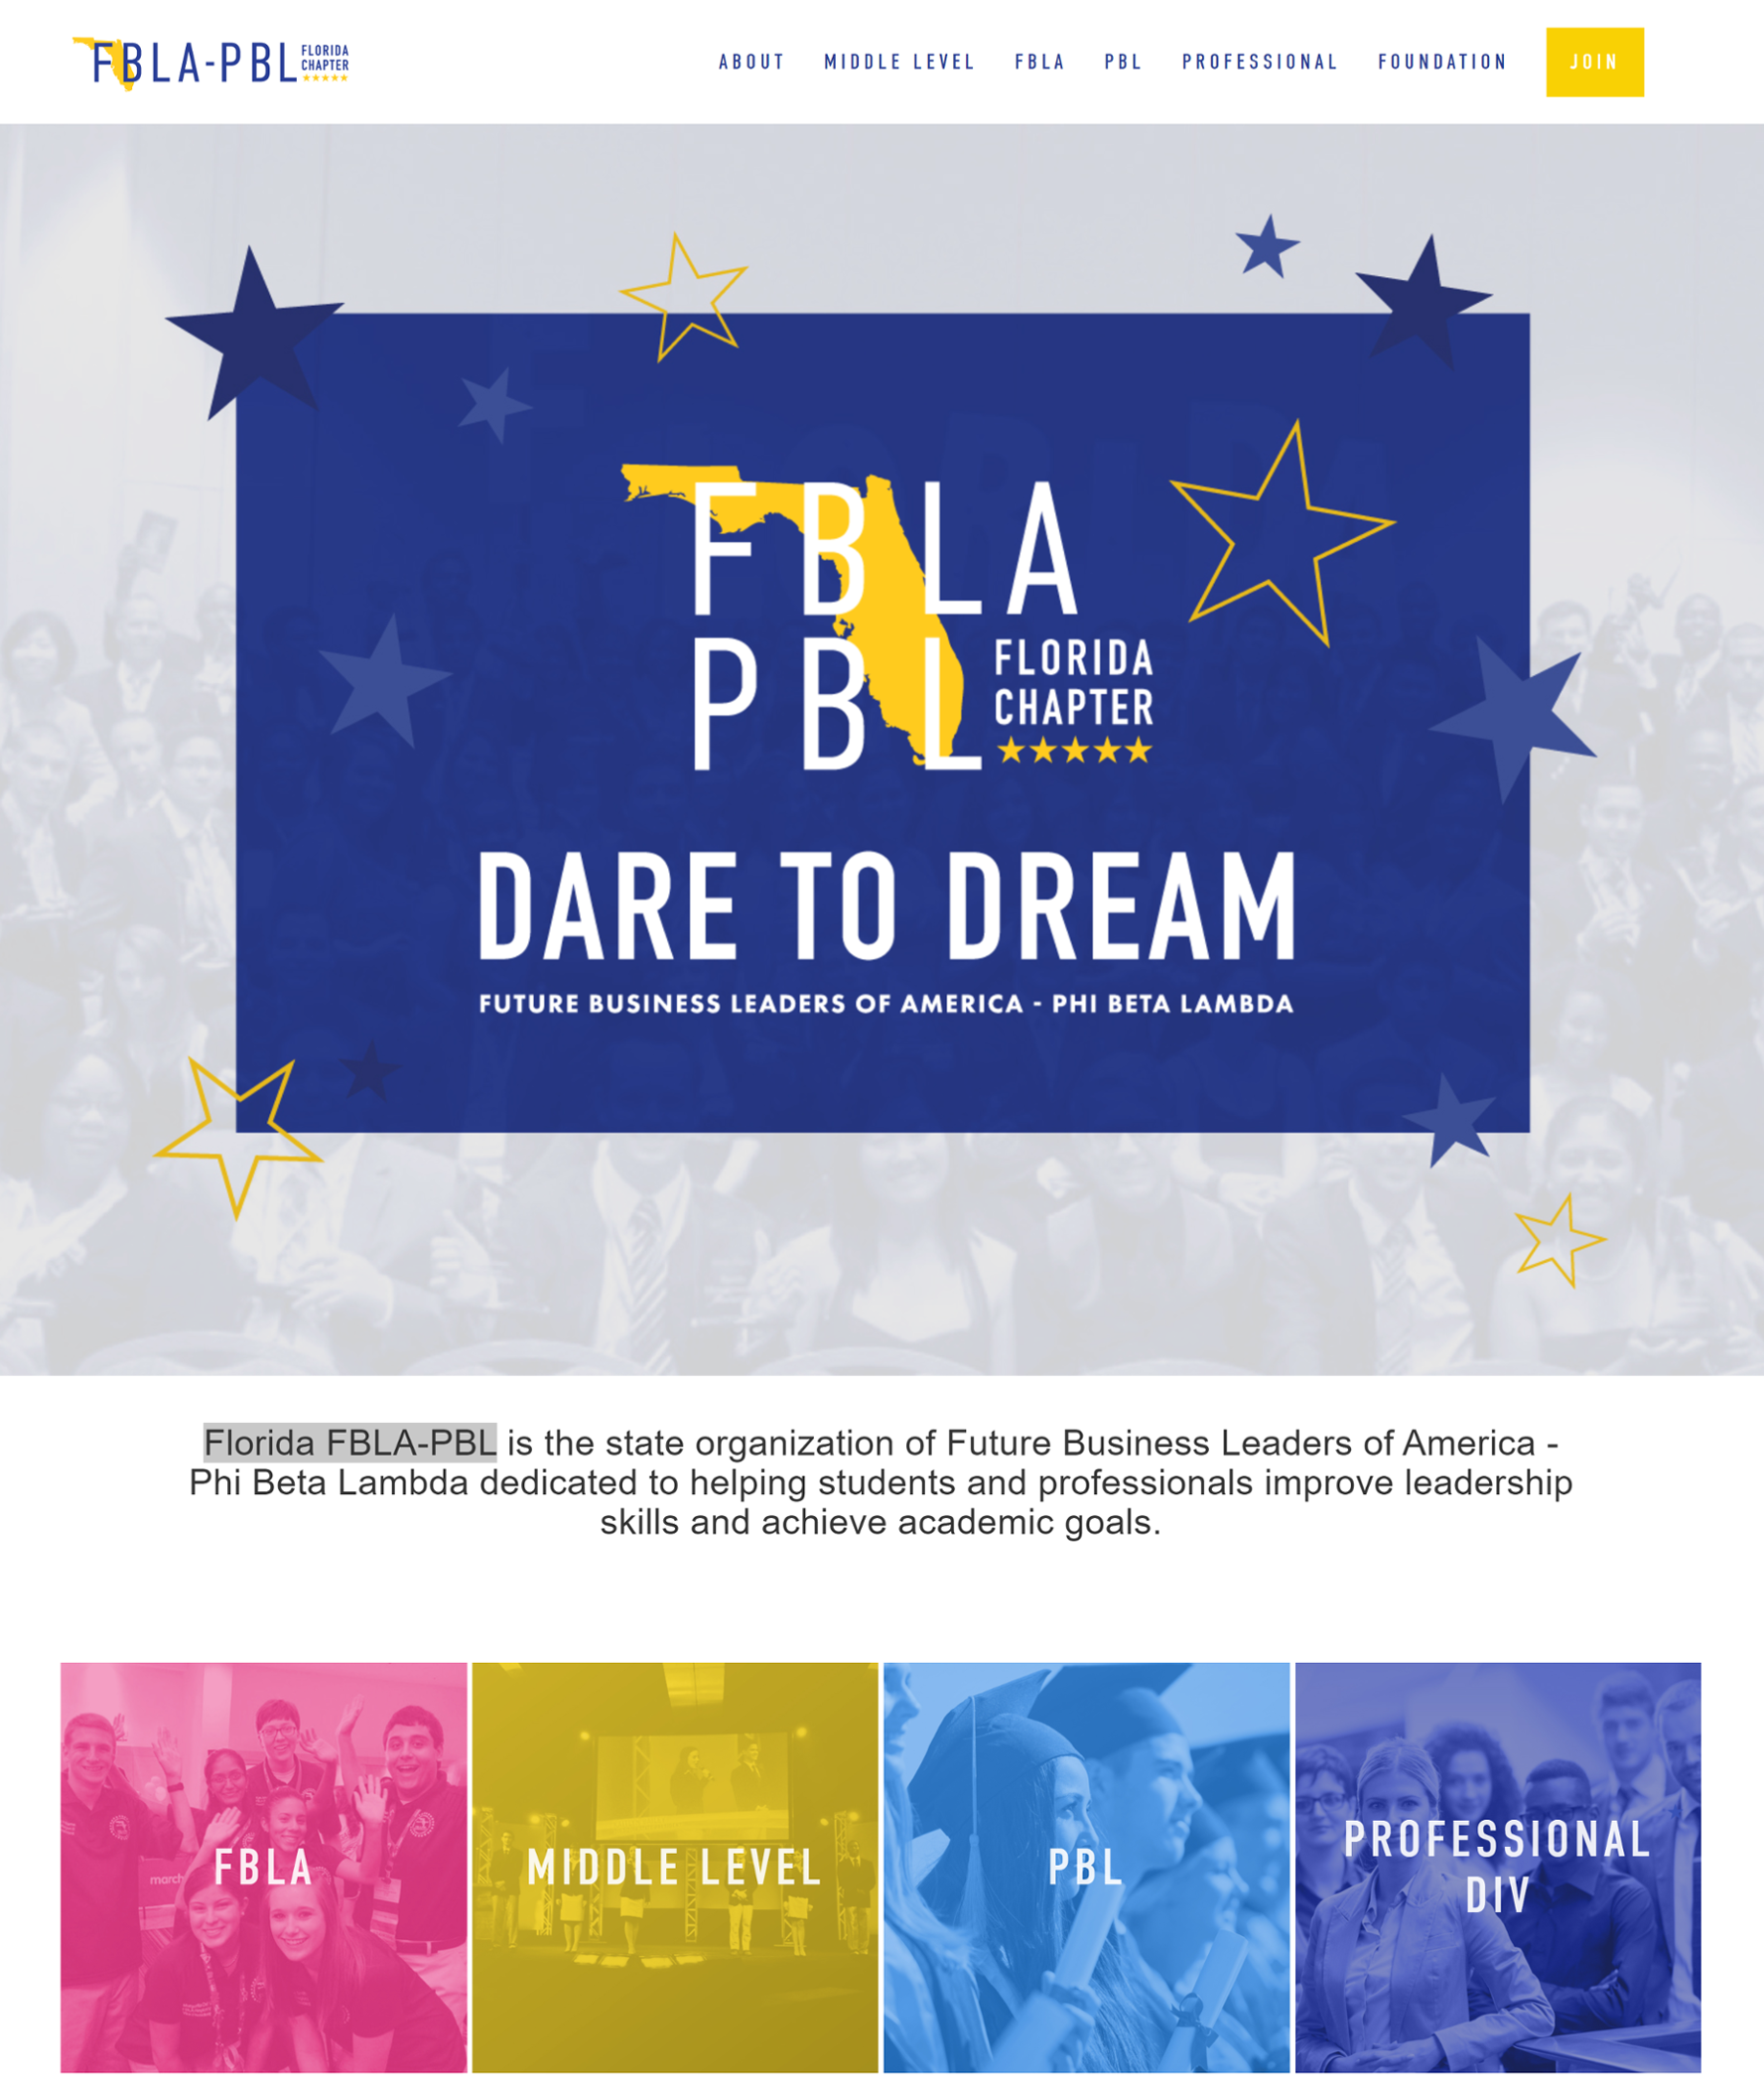 FBLA-PBL FLORIDA
CHAPTER
ABOUT MIDDLE LEVEL FBLA PBL PROFESSIONAL FOUNDATION JOIN
FBLA
PBL FLORIDA
CHAPTER
DARE TO DREAM
FUTURE BUSINESS LEADERS OF AMERICA - PHI BETA LAMBDA
Florida FBLA-PBL is the state organization of Future Business Leaders of America -
Phi Beta Lambda dedicated to helping students and professionals improve leadership
skills and achieve academic goals.
march
FBLA
MIDDLE LEVEL
PBL
PROFESSIONAL
DIV